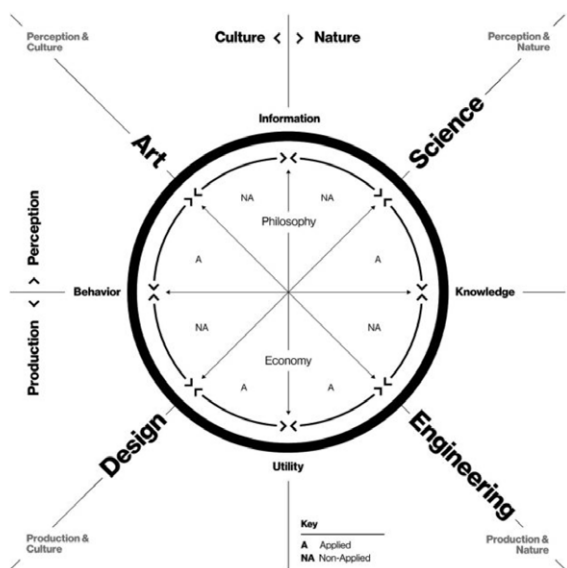 Perception &
Culture
Culture < > Nature
Perception &
Nature
Information
Art
Science
NA
NA
Philosophy
A
A
Production < > Perception
Behavior
Knowledge
NA
NA
Economy
A
A
Design
Engineering
Utility
Production &
Culture
Key
A Applied
NA Non-Applied
Production &
Nature